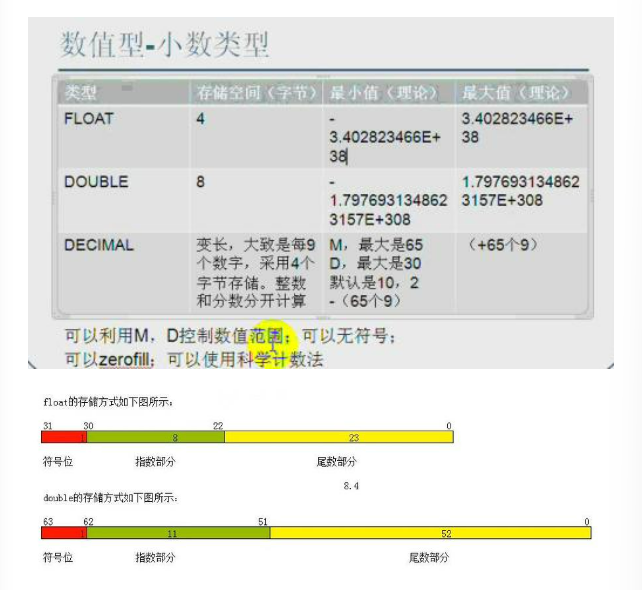 数值型-小数类型
类型 存储空间（字节） 最小值（理论） 最大值（理论）
FLOAT 4 - 3.402823466E+
3.402823466E+ 38
38
DOUBLE 8 - 1.797693134862
1.797693134862 3157E+308
3157E+308
DECIMAL 变长，大致是每9 M，最大是65 （+65个9）
个数字，采用4个 D，最大是30
字节存储。整数 默认是10，2
和分数分开计算 -（65个9）
可以利用M，D控制数值范围；可以无符号；
可以zerofill；可以使用科学计数法
float的存储方式如下图所示：
31 30 22 0
1 8 23
符号位 指数部分 尾数部分
8.4
double的存储方式如下图所示：
63 62 51 0
1 11 52
符号位 指数部分 尾数部分